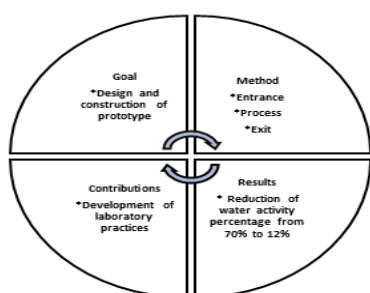 Goal
*Design and
construction of
prototype
Method
*Entrance
*Process
*Exit
Contributions
*Development of
laboratory
practices
Results
* Reduction of
water activity
percentage from
70% to 12%